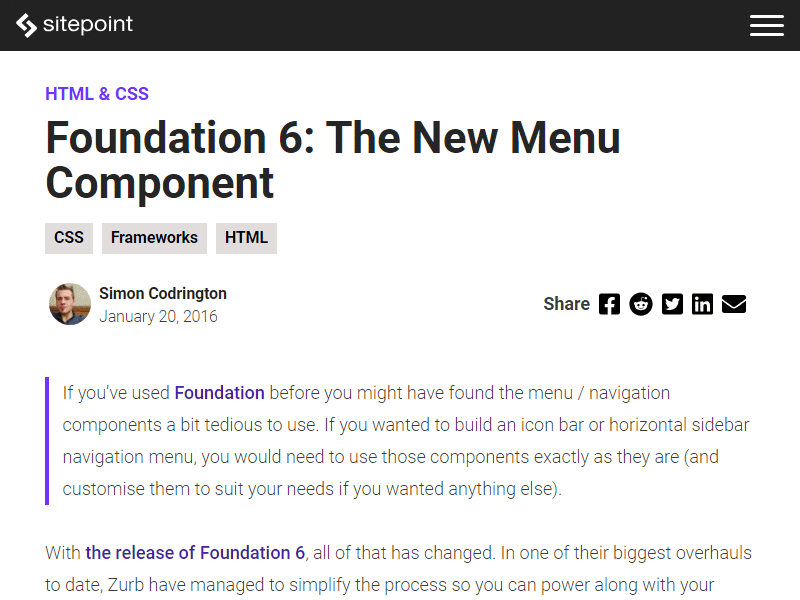 sitepoint
HTML & CSS
Foundation 6: The New Menu
Component
CSS Frameworks HTML
Simon Codrington
January 20, 2016
Share
If you’ve used Foundation before you might have found the menu / navigation
components a bit tedious to use. If you wanted to build an icon bar or horizontal sidebar
navigation menu, you would need to use those components exactly as they are (and
customise them to suit your needs if you wanted anything else).
With the release of Foundation 6, all of that has changed. In one of their biggest overhauls
to date, Zurb have managed to simplify the process so you can power along with your